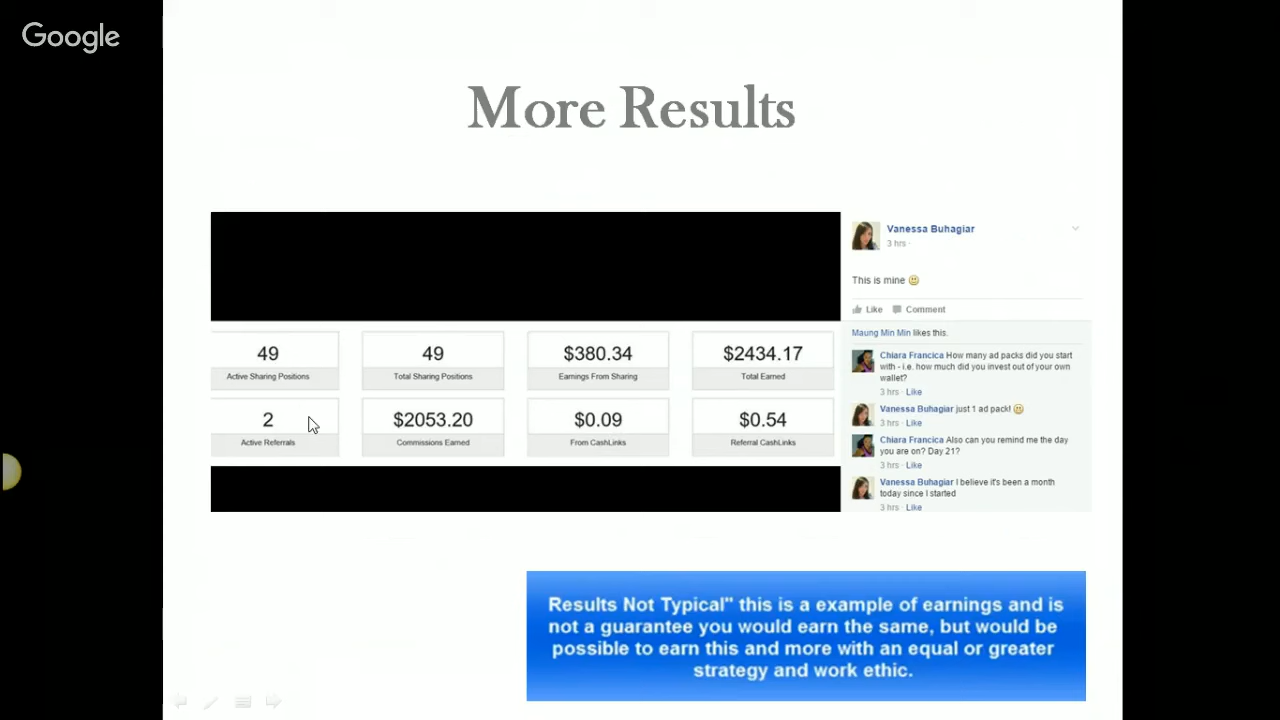 Google
More Results
Vanessa Buhagiar
3 hrs ·
This is mine
Like Comment
Maung Min Min likes this.
49
Active Sharing Positions
49
Total Sharing Positions
$380.34
Earnings From Sharing
$2434.17
Total Earned
2
Active Referrals
$2053.20
Commissions Earned
$0.09
From CashLinks
$0.54
Referral CashLinks
Chiara Francica How many ad packs did you start
with - i.e. how much did you invest out of your own
wallet?
3 hrs · Like
Vanessa Buhagiar just 1 ad pack!
3 hrs · Like
Chiara Francica Also can you remind me the day
you are on? Day 21?
3 hrs · Like
Vanessa Buhagiar I believe it's been a month
today since I started
3 hrs · Like
Results Not Typical" this is a example of earnings and is
not a guarantee you would earn the same, but would be
possible to earn this and more with an equal or greater
strategy and work ethic.